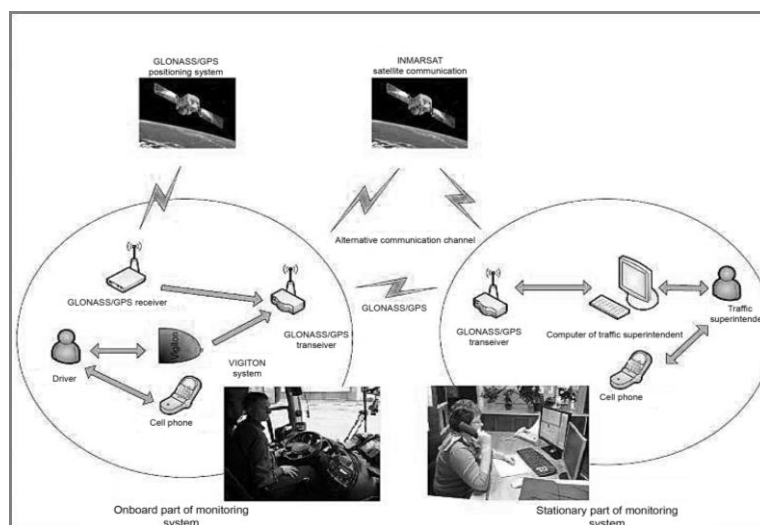 GLONASS/GPS
positioning system
INMARSAT
satellite communication
Alternative communication channel
GLONASS/GPS receiver
GLONASS/GPS
transeiver
GLONASS/GPS
GLONASS/GPS
transeiver
Computer of traffic superintendent
Traffic
superintende
Driver
Vigiton
VIGITON
system
Cell phone
Cell phone
Onboard part of monitoring
system
Stationary part of monitoring
system